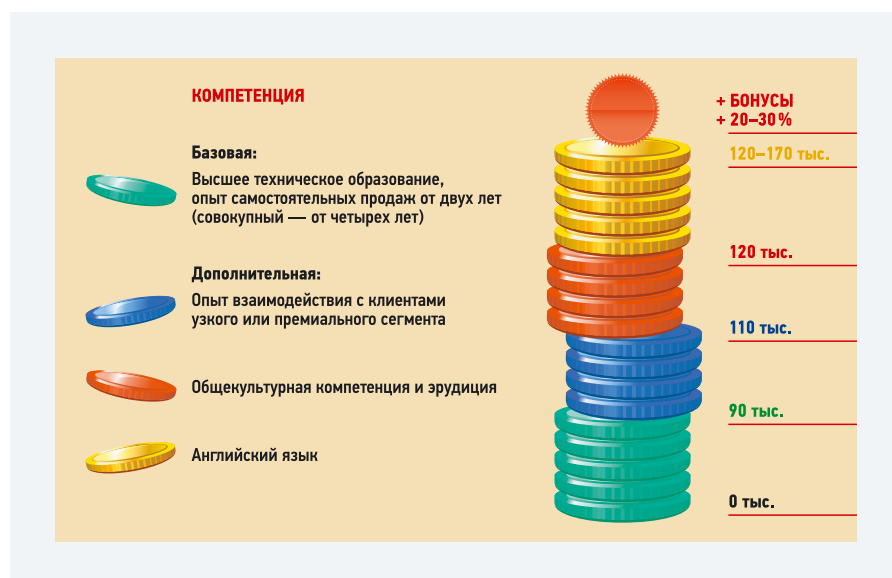 КОМПЕТЕНЦИЯ
Базовая:
Высшее техническое образование,
опыт самостоятельных продаж от двух лет
(совокупный — от четырех лет)
Дополнительная:
Опыт взаимодействия с клиентами
узкого или премиального сегмента
Общекультурная компетенция и эрудиция
Английский язык
+ БОНУСЫ
+ 20–30%
120–170 тыс.
120 тыс.
110 тыс.
90 тыс.
0 тыс.